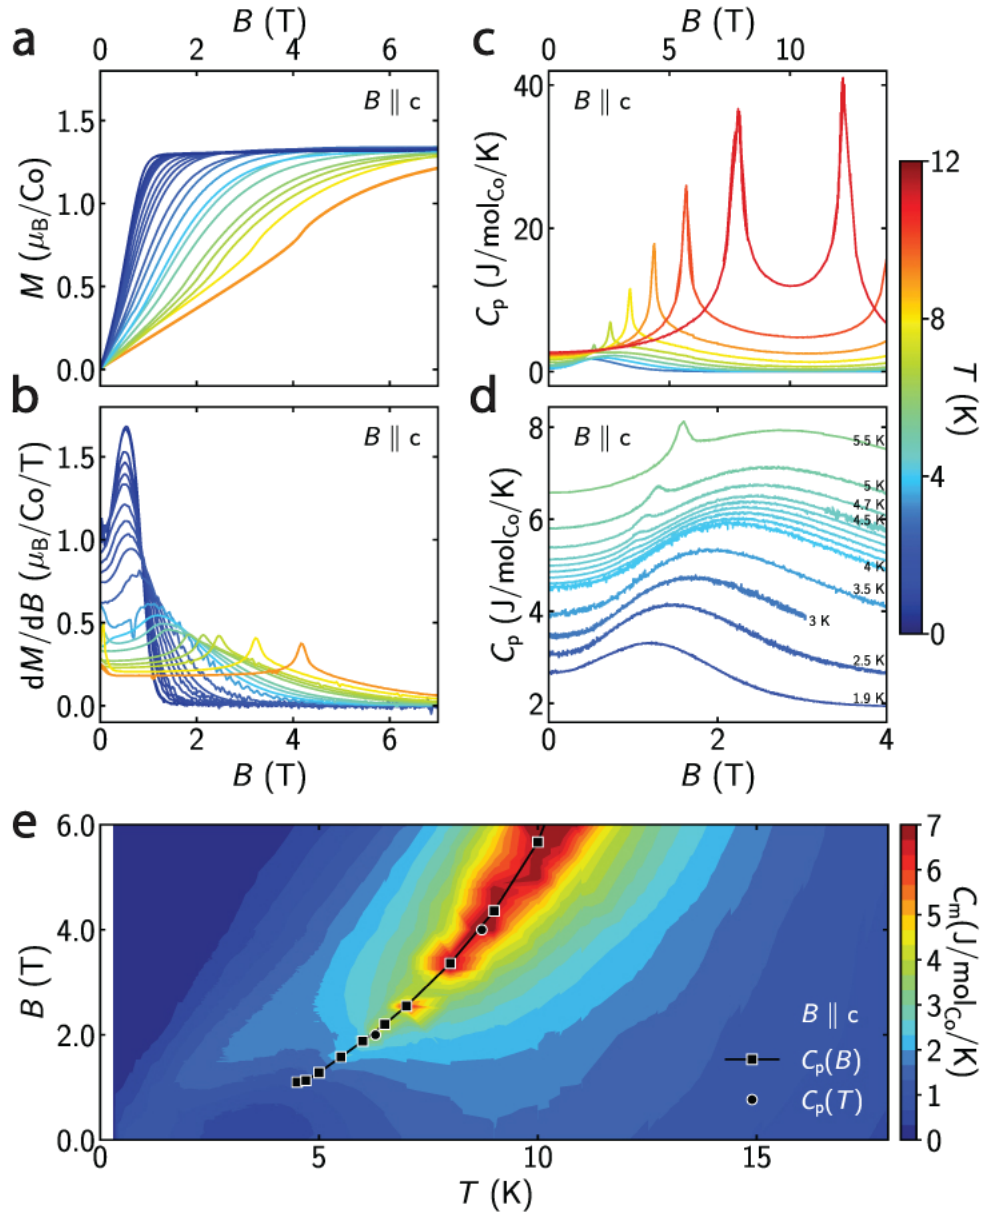 a
B (T)
0 2 4 6
B ∥ c
1.5
1.0
0.5
0.0
M (μB/Co)
c
B (T)
0 5 10
B ∥ c
40
20
0
Cp (J/molCo/K)
12
8
4
0
T (K)
b
B ∥ c
1.5
1.0
0.5
0.0
dM/dB (μB/Co/T)
0 2 4 6
B (T)
d
B ∥ c
8
6
4
2
Cp (J/molCo/K)
5.5 K
5 K
4.7 K
4.5 K
4 K
3.5 K
3 K
2.5 K
1.9 K
0 2 4
B (T)
e
6.0
4.0
2.0
0.0
B (T)
B ∥ c
Cp(B)
Cp(T)
0 5 10 15
T (K)
7
6
5
4
3
2
1
0
Cm(J/molCo/K)